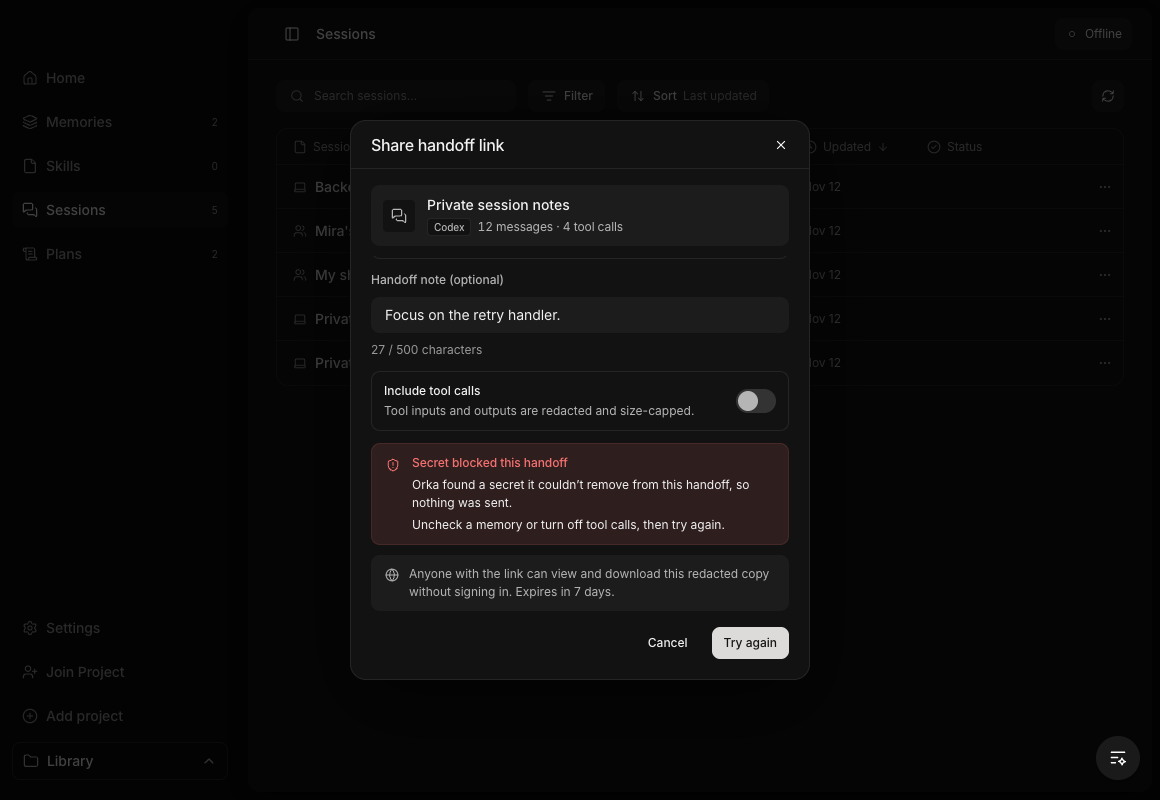 Sessions
Offline
Home
Search sessions...
Filter
Sort Last updated
Memories 2
Skills 0
Sessions 5
Plans 2
Share handoff link
Updated
Status
Private session notes
Codex 12 messages · 4 tool calls
Handoff note (optional)
Focus on the retry handler.
27 / 500 characters
Include tool calls
Tool inputs and outputs are redacted and size-capped.
Secret blocked this handoff
Orka found a secret it couldn’t remove from this handoff, so
nothing was sent.
Uncheck a memory or turn off tool calls, then try again.
Anyone with the link can view and download this redacted copy
without signing in. Expires in 7 days.
Cancel
Try again
Settings
Join Project
Add project
Library